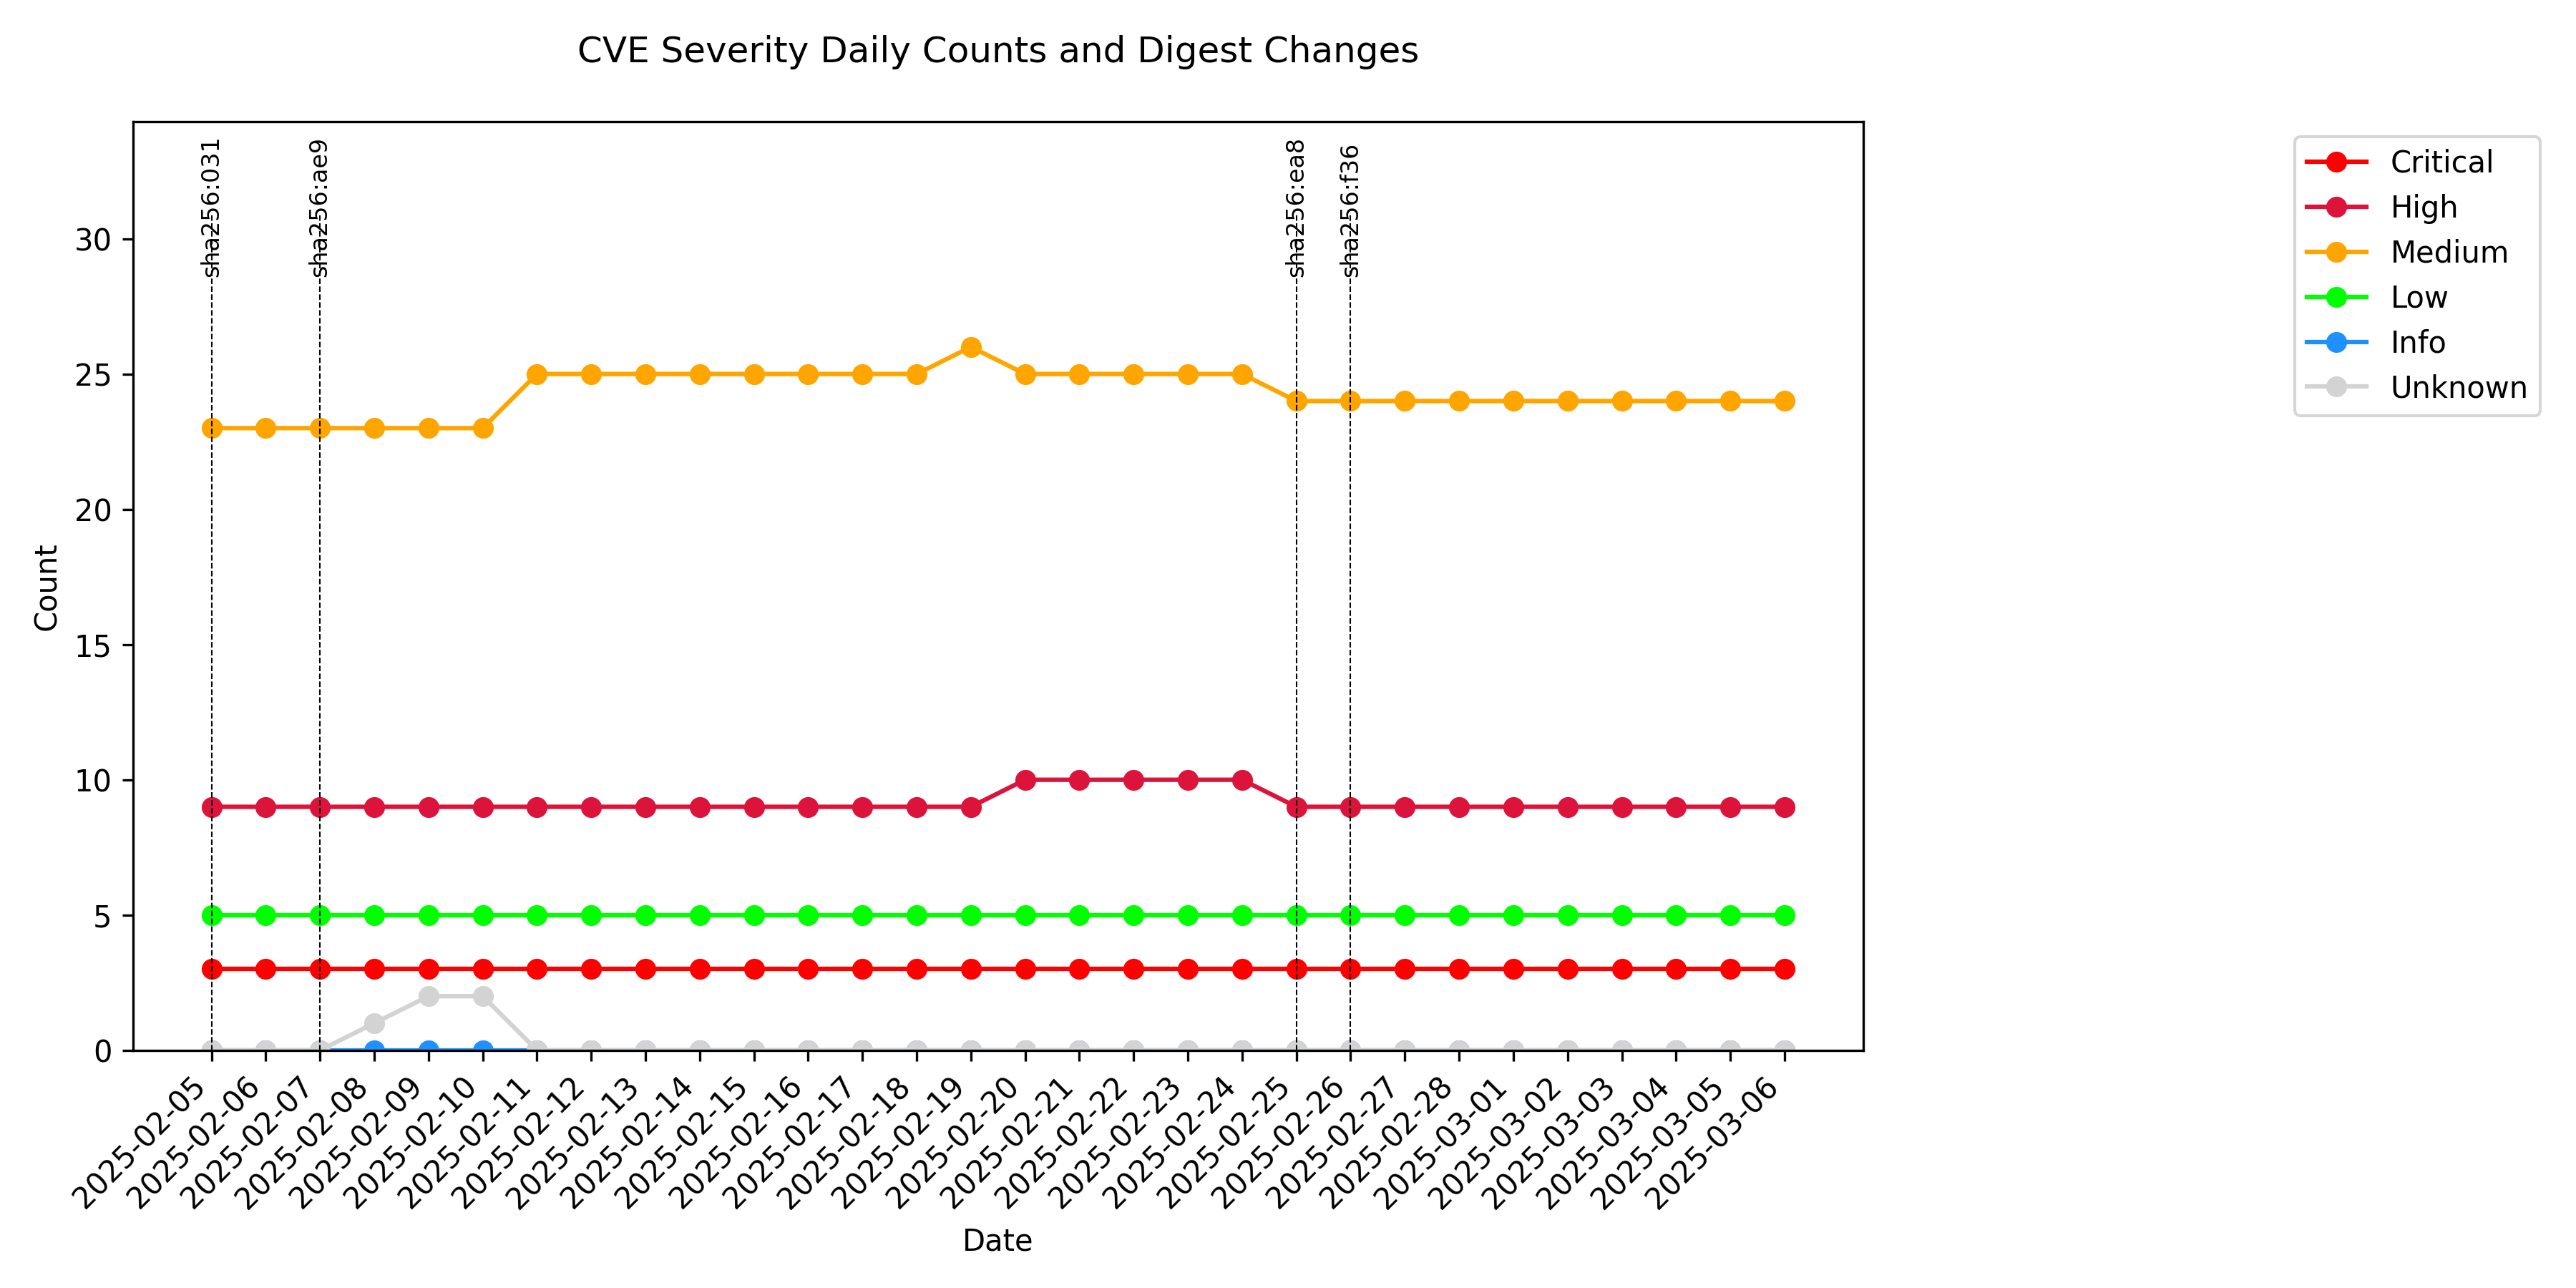 CVE Severity Daily Counts and Digest Changes
sha256:031
sha256:ae9
sha256:ea8
sha256:f36
Critical
High
Medium
Low
Info
Unknown
Count
30
25
20
15
10
5
0
2025-02-05
2025-02-06
2025-02-07
2025-02-08
2025-02-09
2025-02-10
2025-02-11
2025-02-12
2025-02-13
2025-02-14
2025-02-15
2025-02-16
2025-02-17
2025-02-18
2025-02-19
2025-02-20
2025-02-21
2025-02-22
2025-02-23
2025-02-24
2025-02-25
2025-02-26
2025-02-27
2025-02-28
2025-03-01
2025-03-02
2025-03-03
2025-03-04
2025-03-05
2025-03-06
Date